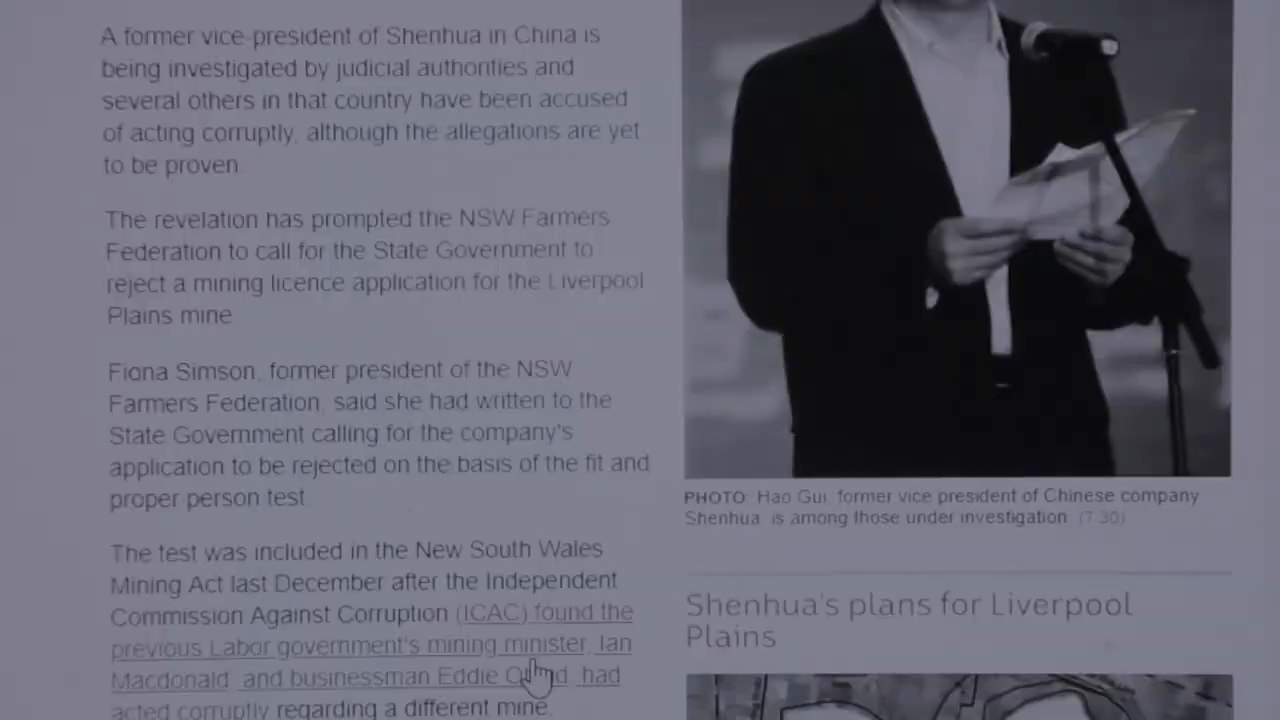 A former vice-president of Shenhua in China is
being investigated by judicial authorities and
several others in that country have been accused
of acting corruptly, although the allegations are yet
to be proven.
The revelation has prompted the NSW Farmers
Federation to call for the State Government to
reject a mining licence application for the Liverpool
Plains mine.
Fiona Simson, former president of the NSW
Farmers Federation, said she had written to the
State Government calling for the company's
application to be rejected on the basis of the fit and
proper person test.
The test was included in the New South Wales
Mining Act last December after the Independent
Commission Against Corruption (ICAC) found the
previous Labor government's mining minister, Ian
Macdonald, and businessman Eddie had
acted corruptly regarding a different mine.
PHOTO: Hao Gui, former vice president of Chinese company
Shenhua, is among those under investigation. (7.30)
Shenhua's plans for Liverpool
Plains